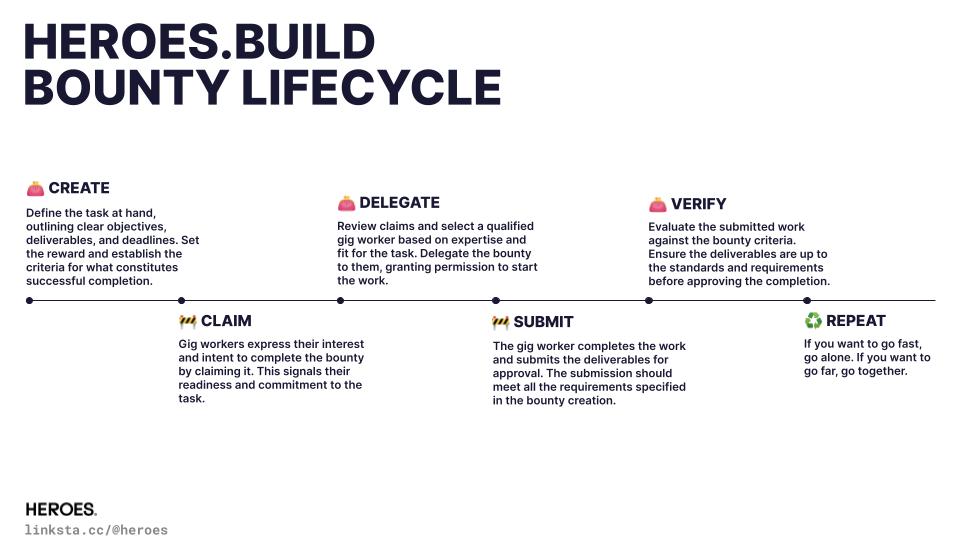 HEROES.BUILD
BOUNTY LIFECYCLE
👛 CREATE
Define the task at hand,
outlining clear objectives,
deliverables, and deadlines. Set
the reward and establish the
criteria for what constitutes
successful completion.
🚧 CLAIM
Gig workers express their interest
and intent to complete the bounty
by claiming it. This signals their
readiness and commitment to the
task.
👛 DELEGATE
Review claims and select a qualified
gig worker based on expertise and
fit for the task. Delegate the bounty
to them, granting permission to start
the work.
🚧 SUBMIT
The gig worker completes the work
and submits the deliverables for
approval. The submission should
meet all the requirements specified
in the bounty creation.
👛 VERIFY
Evaluate the submitted work
against the bounty criteria.
Ensure the deliverables are up to
the standards and requirements
before approving the completion.
♻️ REPEAT
If you want to go fast,
go alone. If you want to
go far, go together.
HEROES.
linksta.cc/@heroes